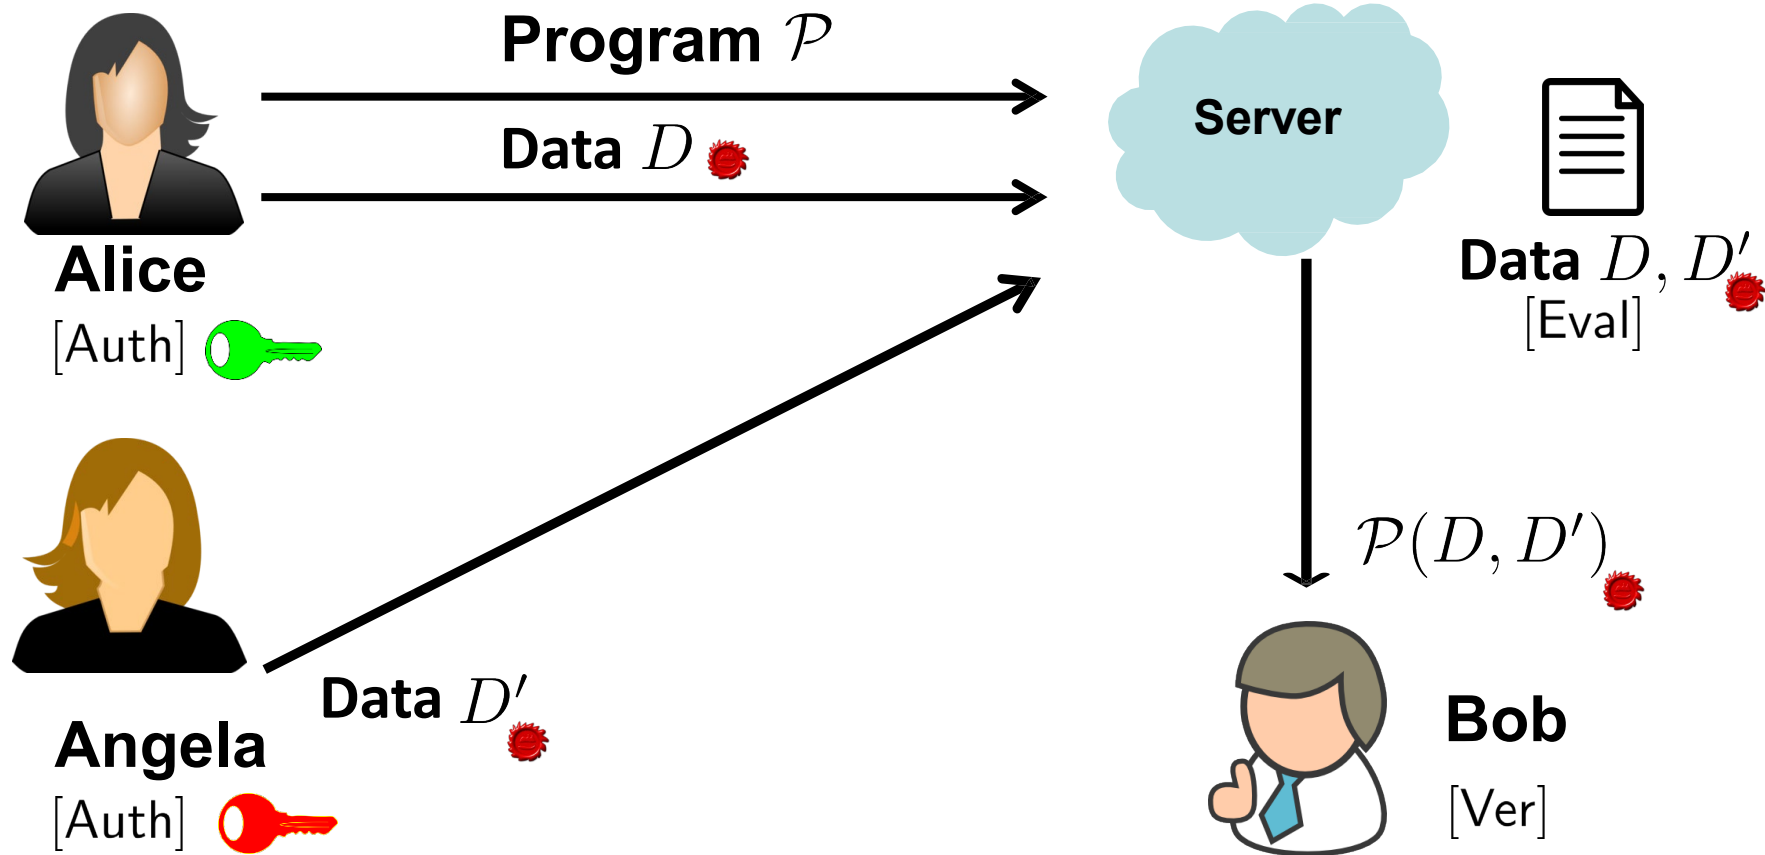 Program 𝒫
Data D
Server
Alice
[Auth]
Data D, D′
[Eval]
𝒫(D, D′)
Data D′
Angela
[Auth]
Bob
[Ver]